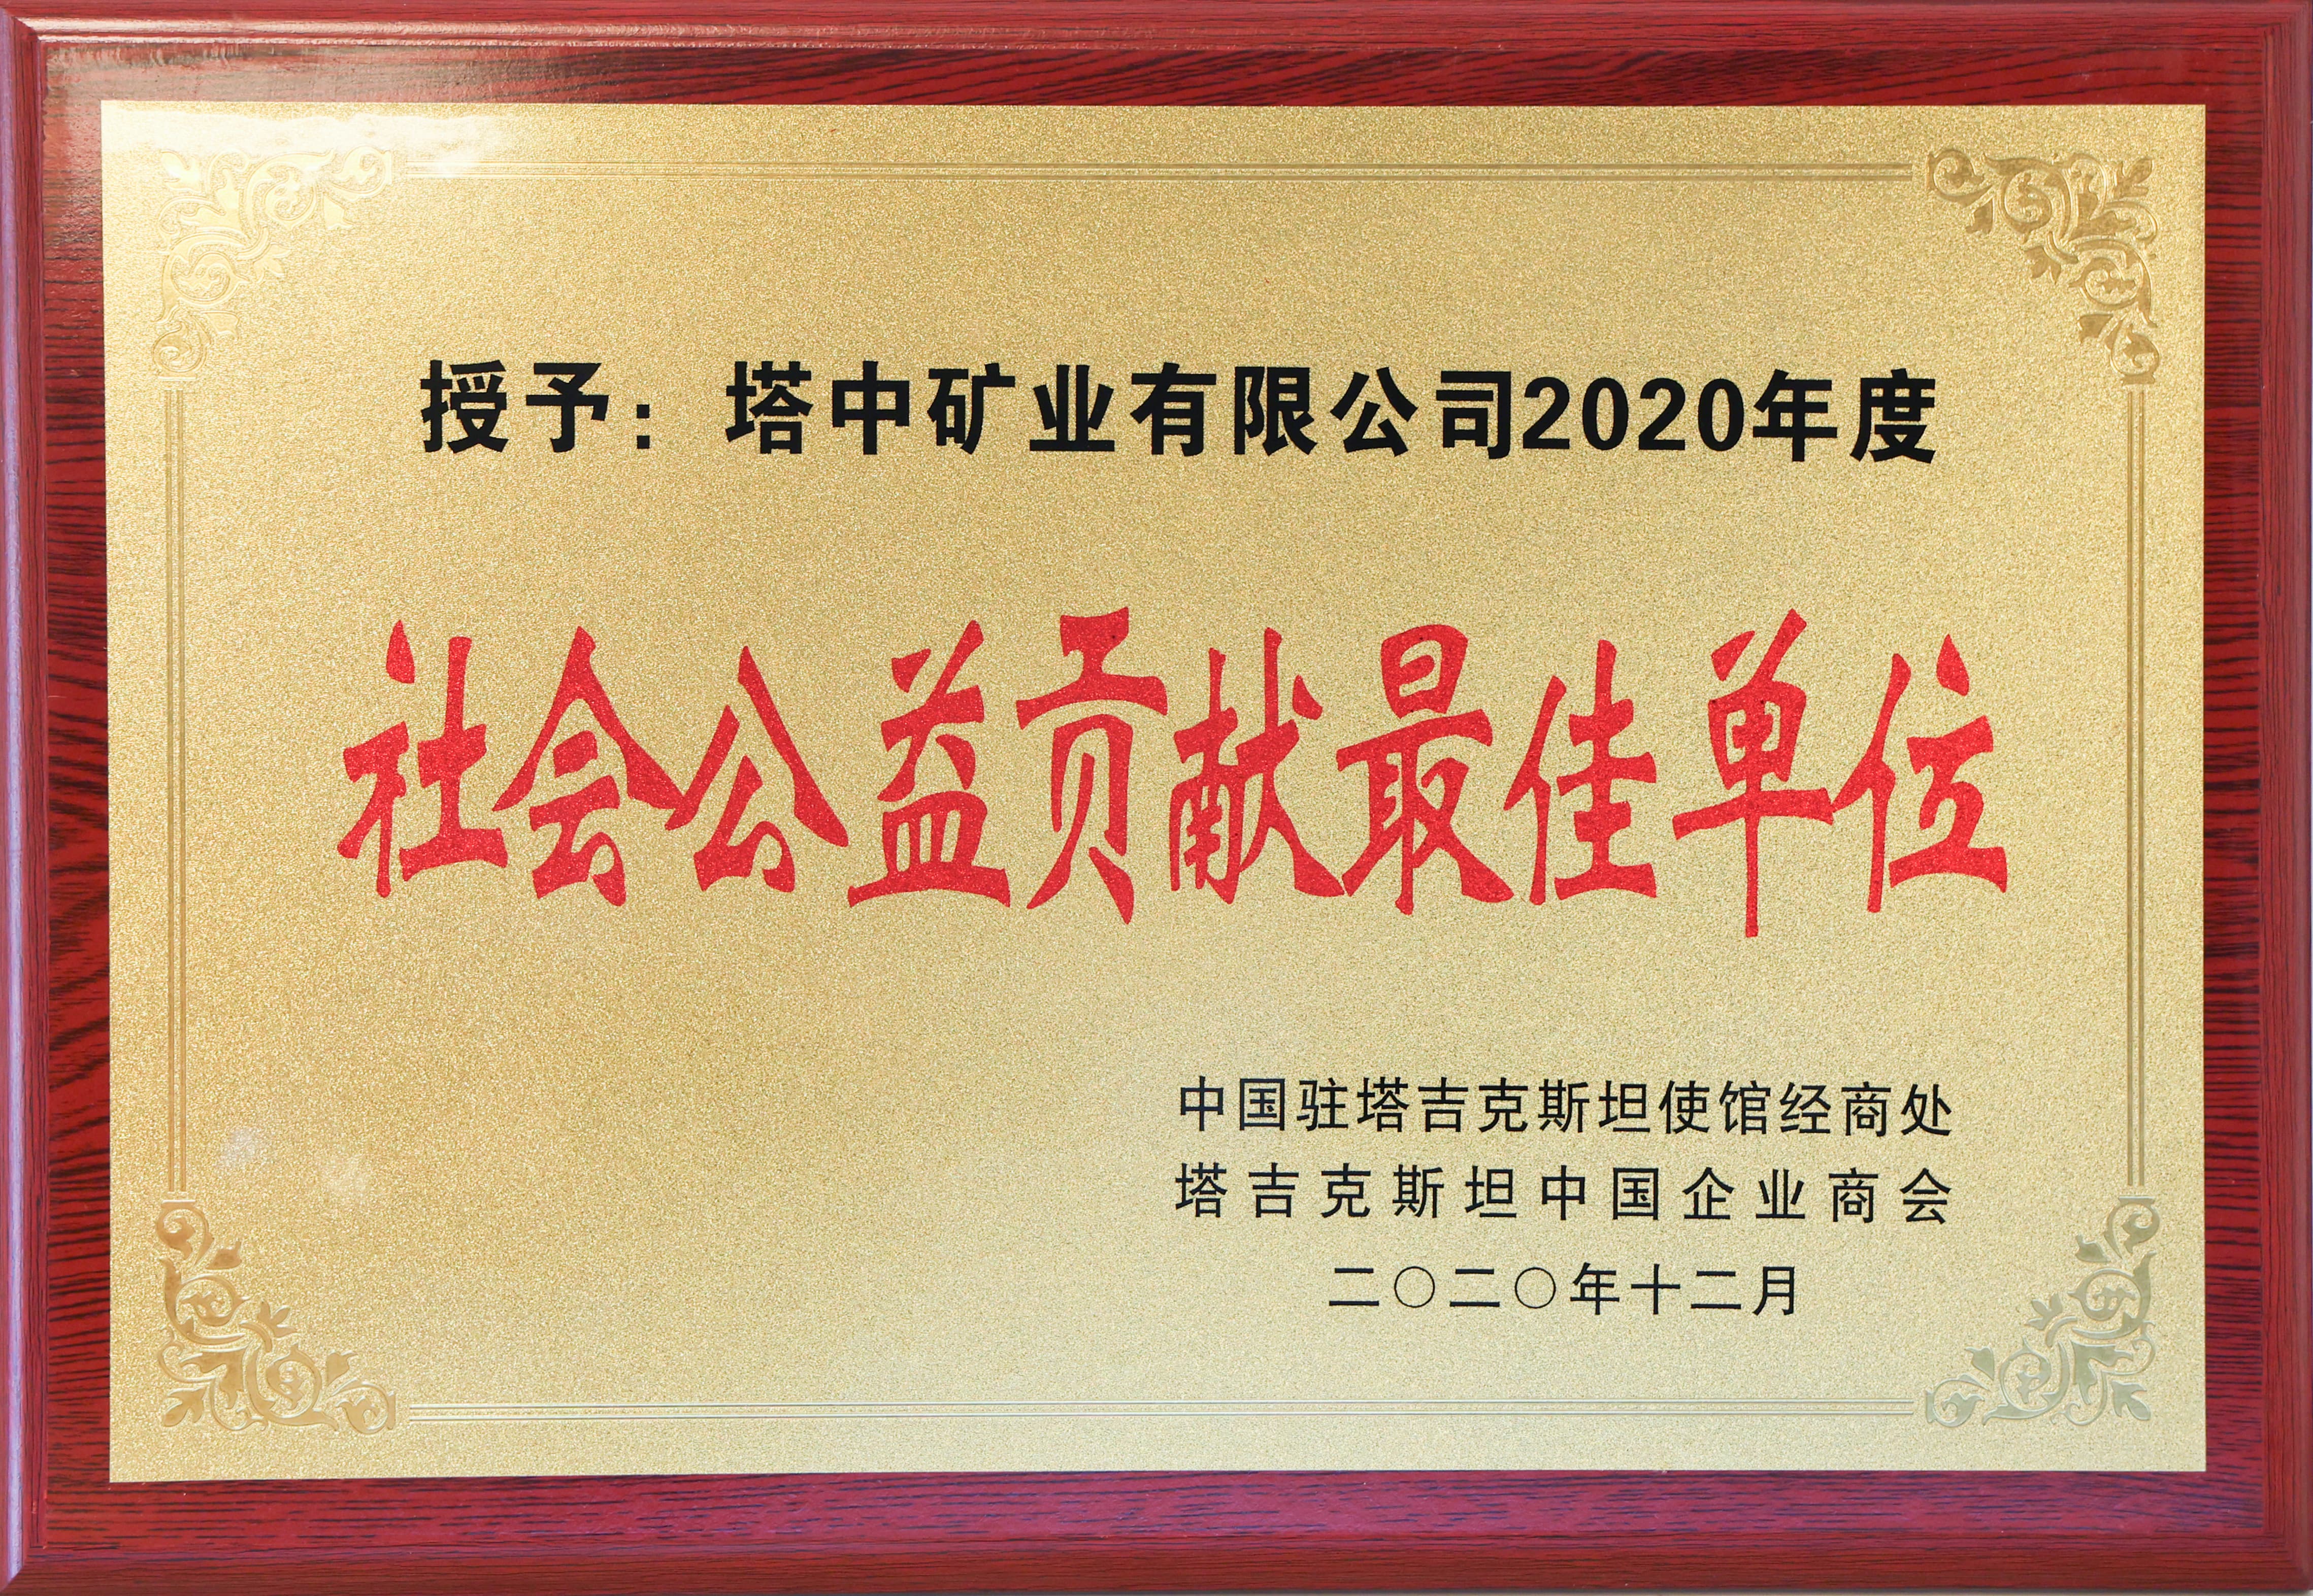 授予：塔中矿业有限公司2020年度
社会公益贡献最佳单位
中国驻塔吉克斯坦使馆经商处
塔吉克斯坦中国企业商会
二〇二〇年十二月